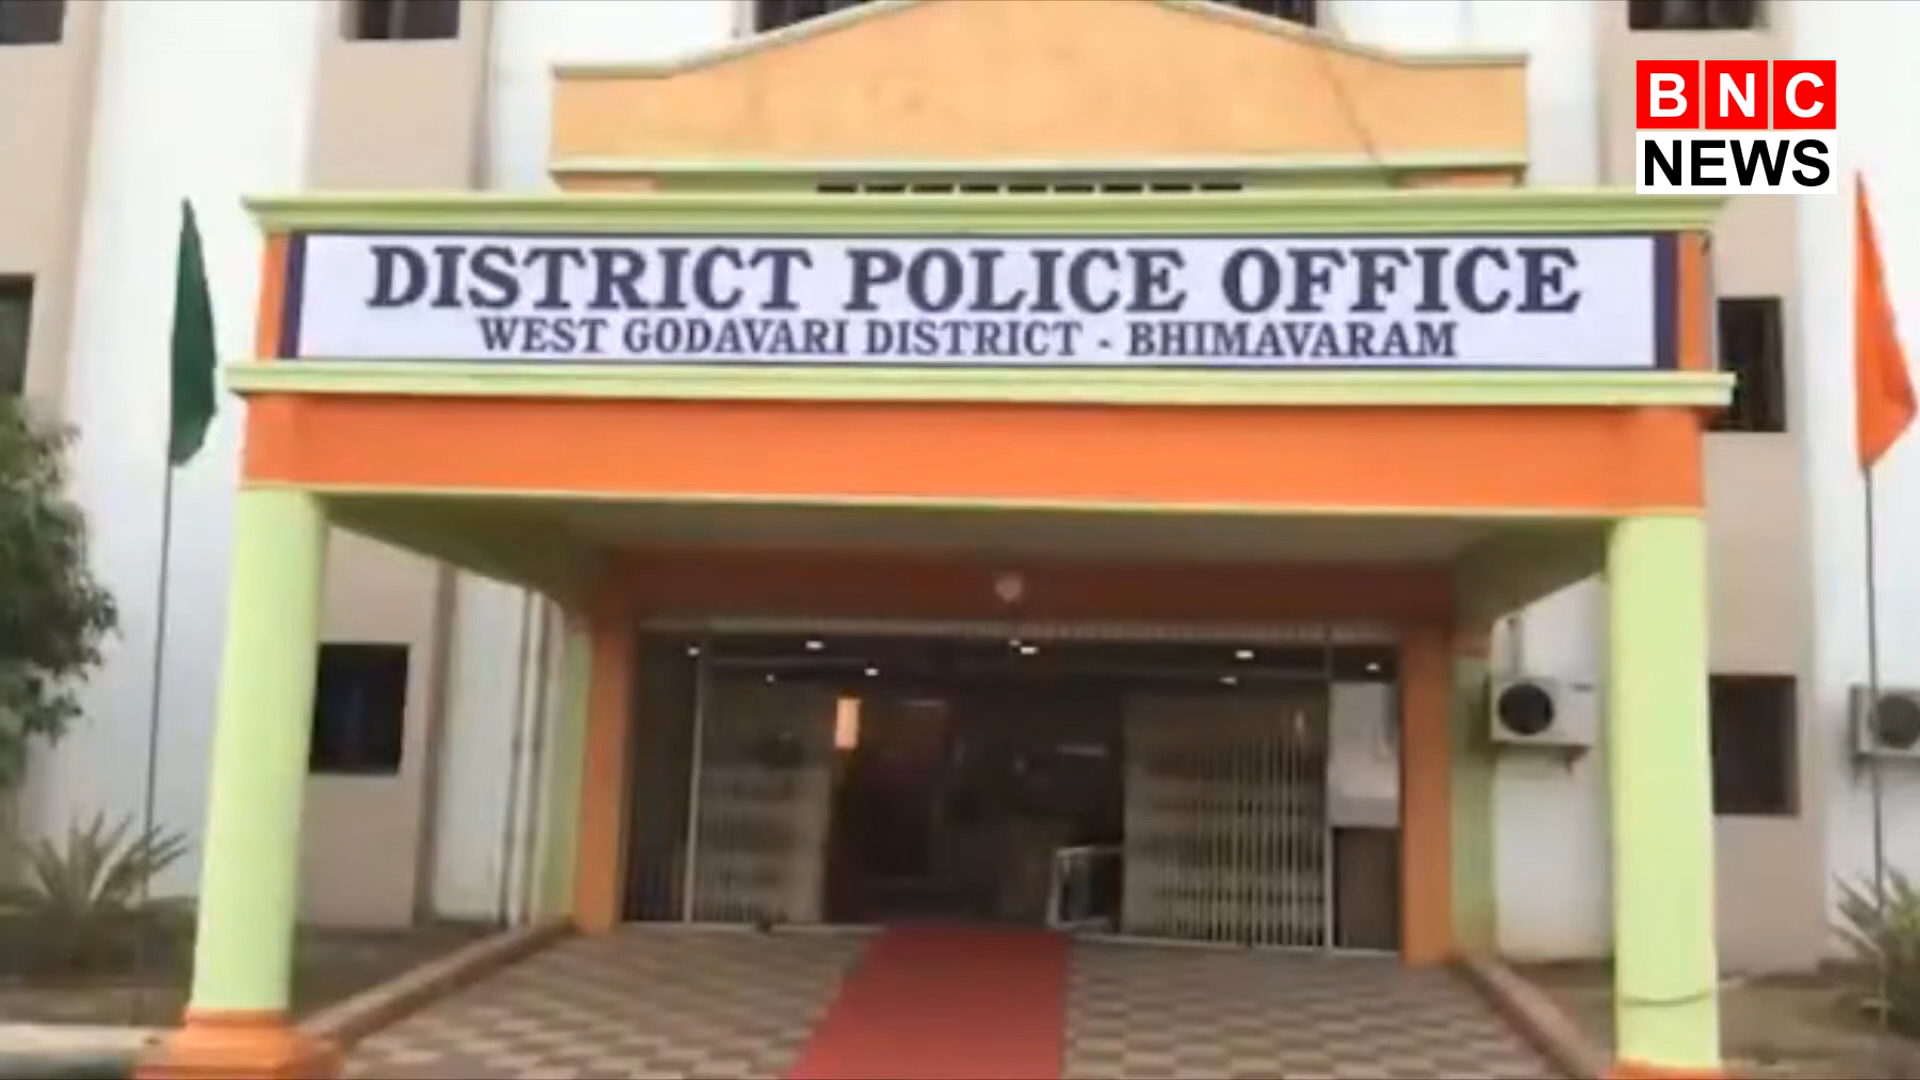 BNC
NEWS
DISTRICT POLICE OFFICE
WEST GODAVARI DISTRICT - BHIMAVARAM